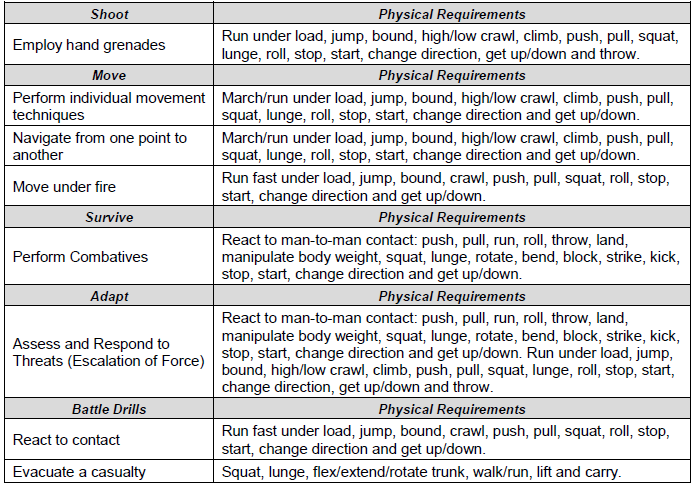 Shoot Physical Requirements
Employ hand grenades
Run under load, jump, bound, high/low crawl, climb, push, pull, squat,
lunge, roll, stop, start, change direction, get up/down and throw.
Move Physical Requirements
Perform individual movement
techniques
March/run under load, jump, bound, high/low crawl, climb, push, pull,
squat, lunge, roll, stop, start, change direction and get up/down.
Navigate from one point to
another
March/run under load, jump, bound, high/low crawl, climb, push, pull,
squat, lunge, roll, stop, start, change direction and get up/down.
Move under fire
Run fast under load, jump, bound, crawl, push, pull, squat, roll, stop,
start, change direction and get up/down.
Survive Physical Requirements
Perform Combatives
React to man-to-man contact: push, pull, run, roll, throw, land,
manipulate body weight, squat, lunge, rotate, bend, block, strike, kick,
stop, start, change direction and get up/down.
Adapt Physical Requirements
Assess and Respond to
Threats (Escalation of Force)
React to man-to-man contact: push, pull, run, roll, throw, land,
manipulate body weight, squat, lunge, rotate, bend, block, strike, kick,
stop, start, change direction and get up/down. Run under load, jump,
bound, high/low crawl, climb, push, pull, squat, lunge, roll, stop, start,
change direction, get up/down and throw.
Battle Drills Physical Requirements
React to contact
Run fast under load, jump, bound, crawl, push, pull, squat, roll, stop,
start, change direction and get up/down.
Evacuate a casualty
Squat, lunge, flex/extend/rotate trunk, walk/run, lift and carry.